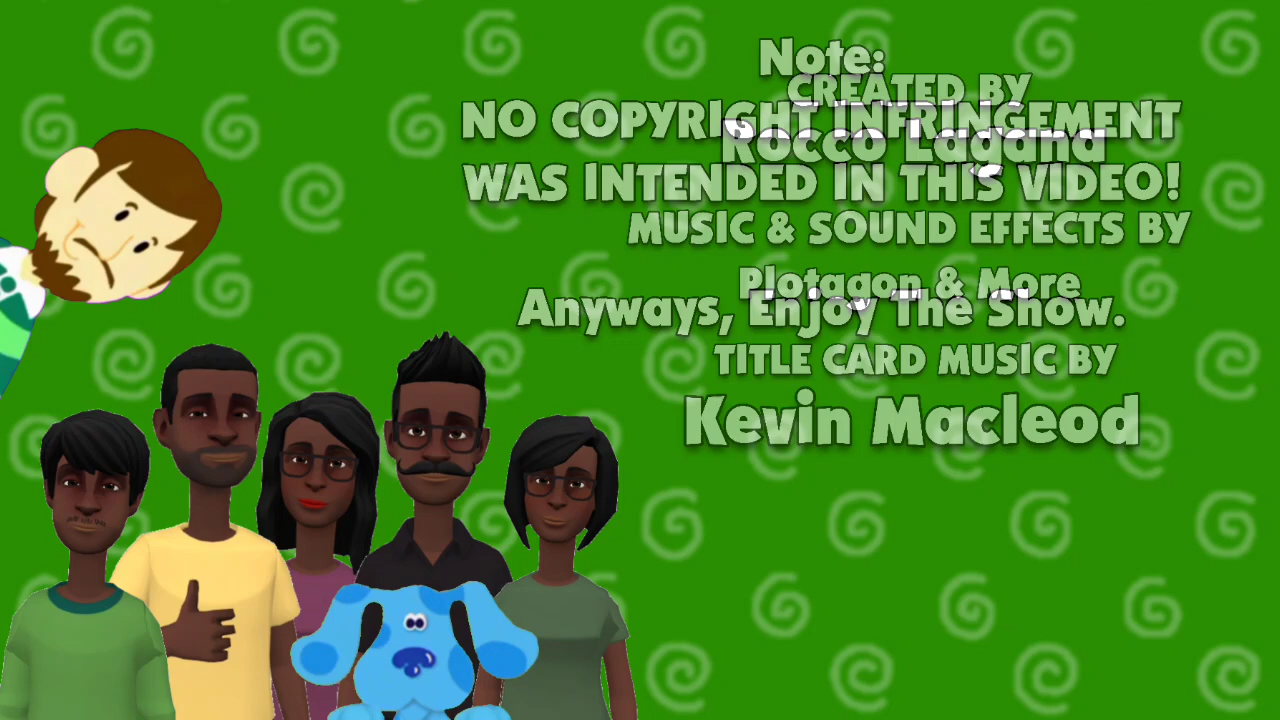 Note:
CREATED BY
NO COPYRIGHT INFRINGEMENT
Rocco Lagana
WAS INTENDED IN THIS VIDEO!
MUSIC & SOUND EFFECTS BY
Plotagon & More
Anyways, Enjoy The Show.
TITLE CARD MUSIC BY
Kevin Macleod